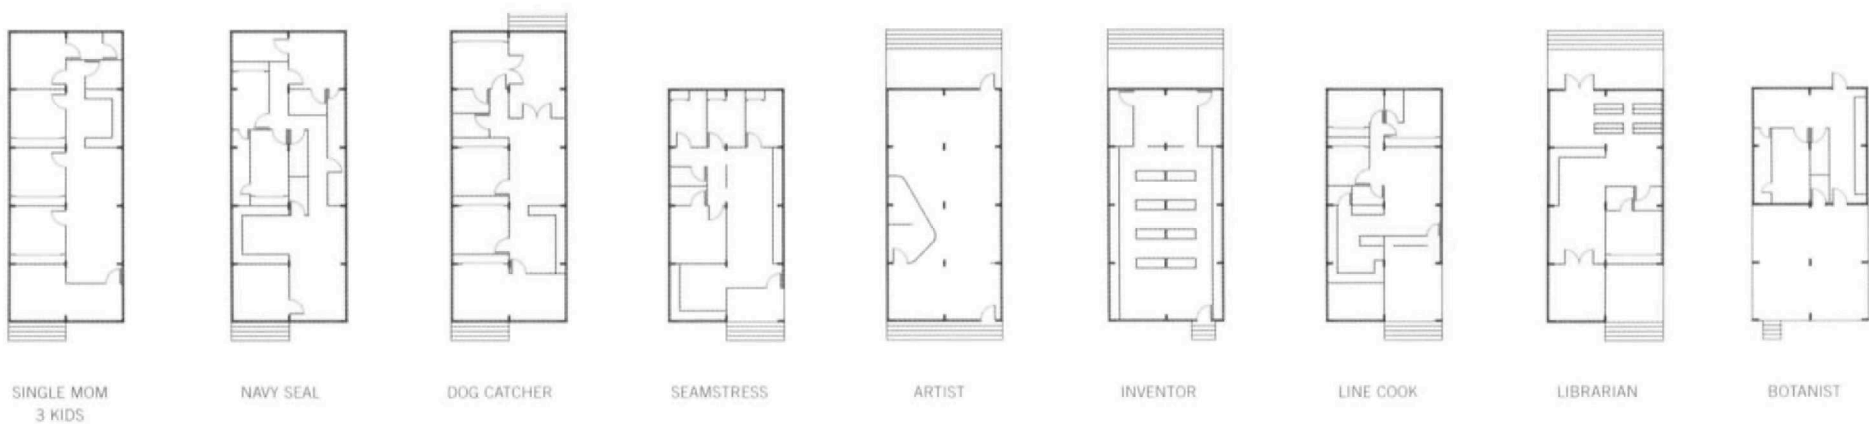 SINGLE MOM
3 KIDS
NAVY SEAL
DOG CATCHER
SEAMSTRESS
ARTIST
INVENTOR
LINE COOK
LIBRARIAN
BOTANIST